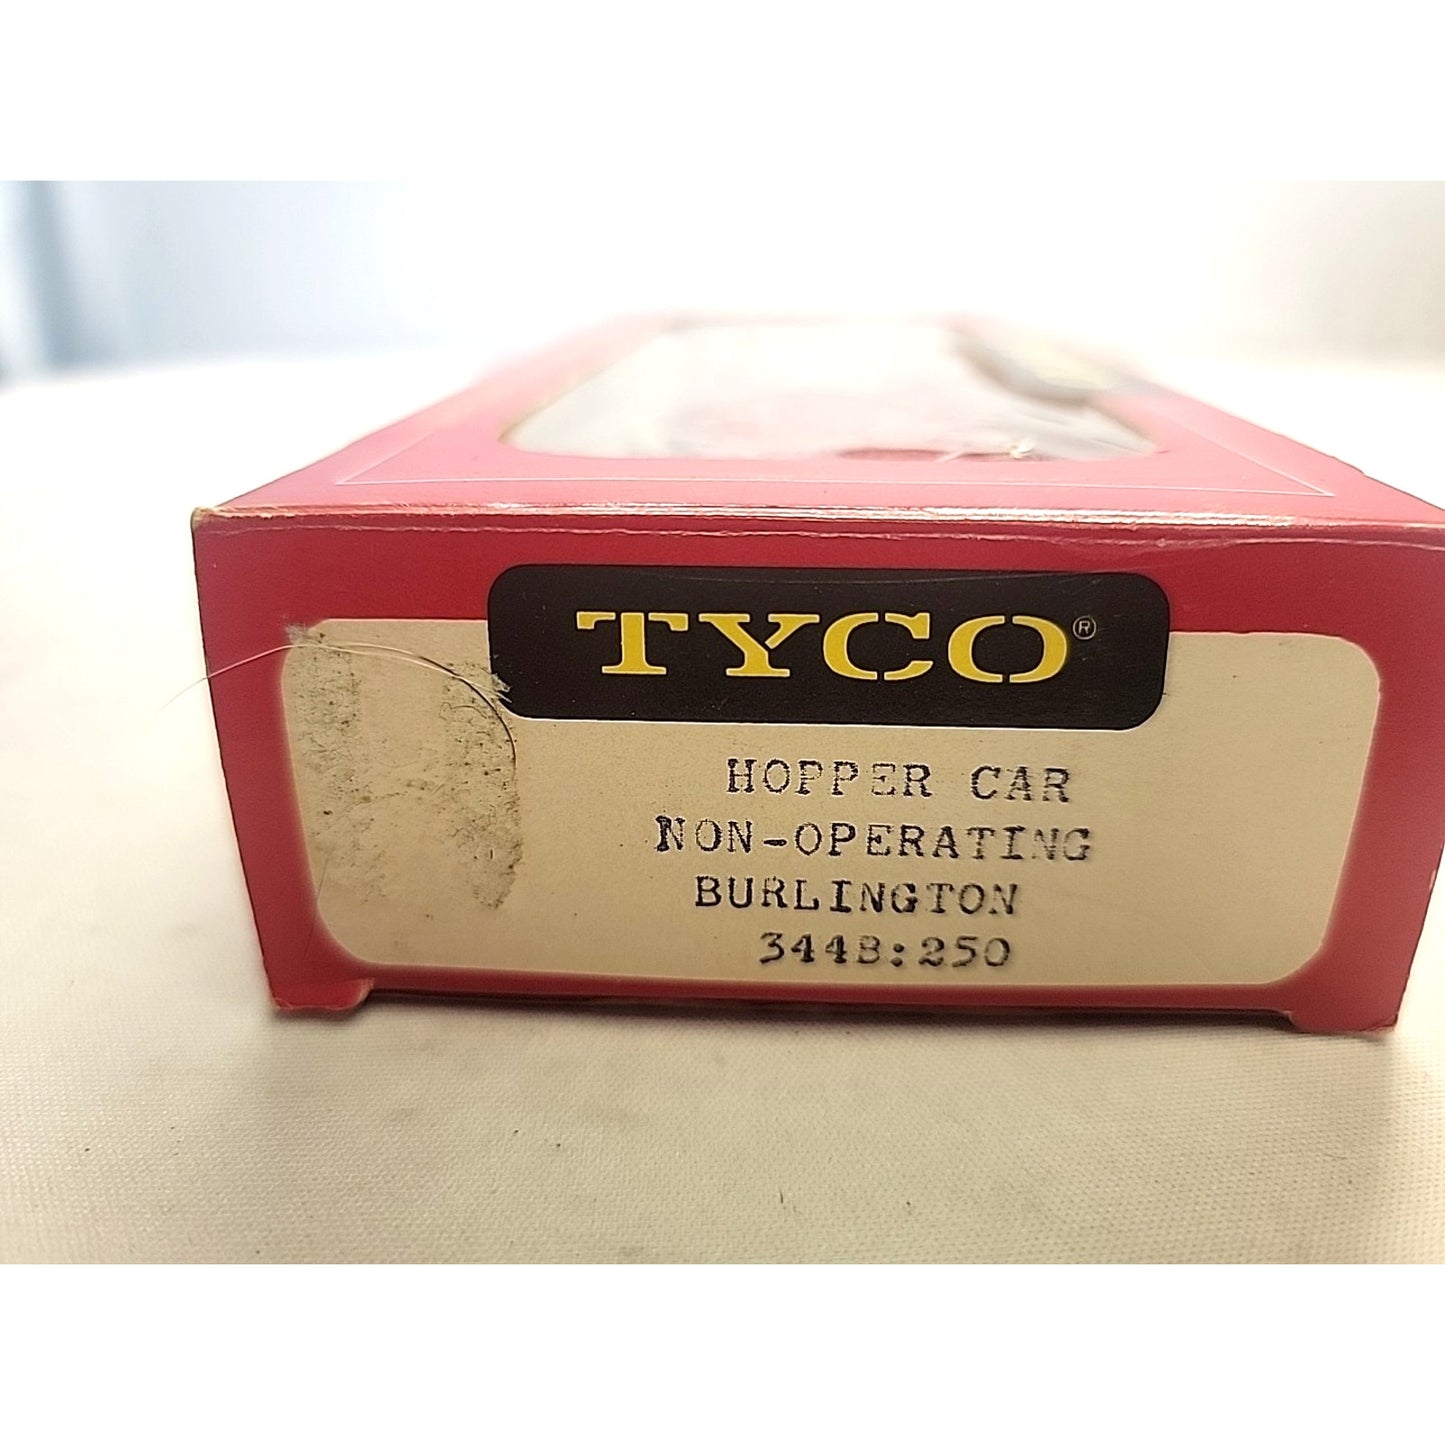 TYCO®
HOPPER CAR
NON-OPERATING
BURLINGTON
344B:250